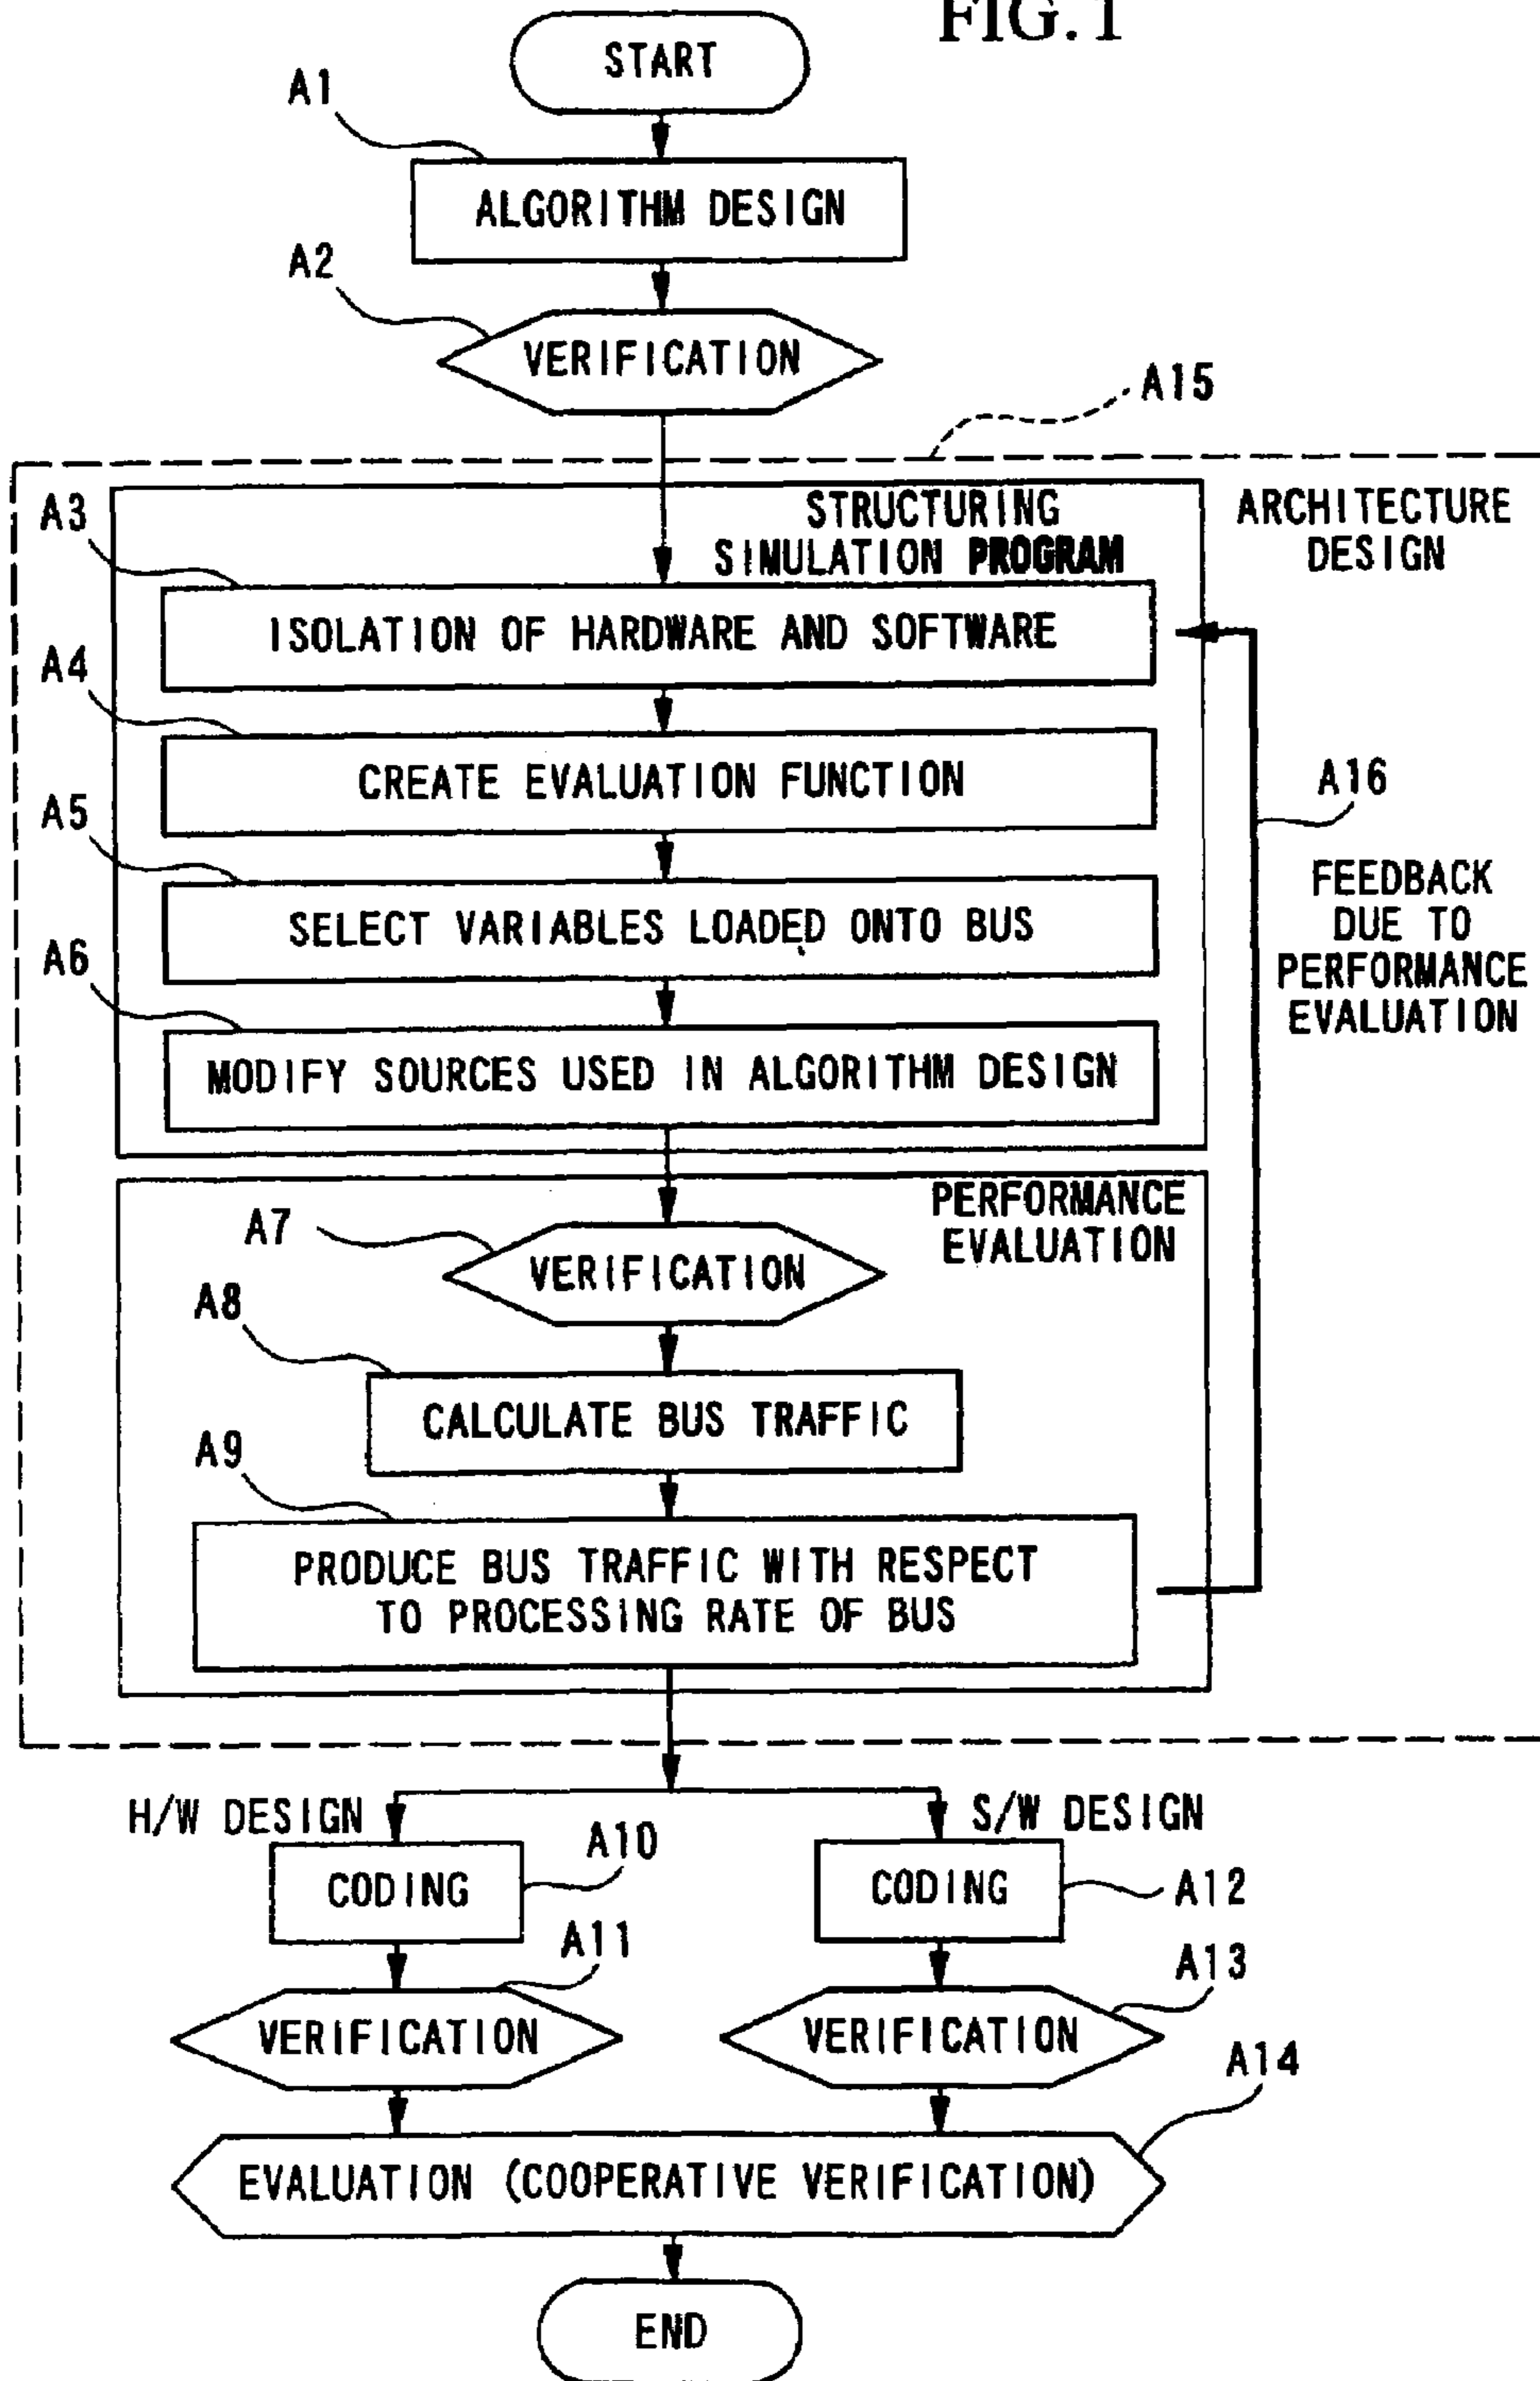 FIG. 1
START
A1
ALGORITHM DESIGN
A2
VERIFICATION
A15
ARCHITECTURE
DESIGN
STRUCTURING
SIMULATION PROGRAM
A3
ISOLATION OF HARDWARE AND SOFTWARE
A4
CREATE EVALUATION FUNCTION
A5
SELECT VARIABLES LOADED ONTO BUS
A6
MODIFY SOURCES USED IN ALGORITHM DESIGN
A16
FEEDBACK
DUE TO
PERFORMANCE
EVALUATION
PERFORMANCE
EVALUATION
A7
VERIFICATION
A8
CALCULATE BUS TRAFFIC
A9
PRODUCE BUS TRAFFIC WITH RESPECT
TO PROCESSING RATE OF BUS
H/W DESIGN
A10
CODING
A11
VERIFICATION
S/W DESIGN
CODING
A12
A13
VERIFICATION
A14
EVALUATION (COOPERATIVE VERIFICATION)
END